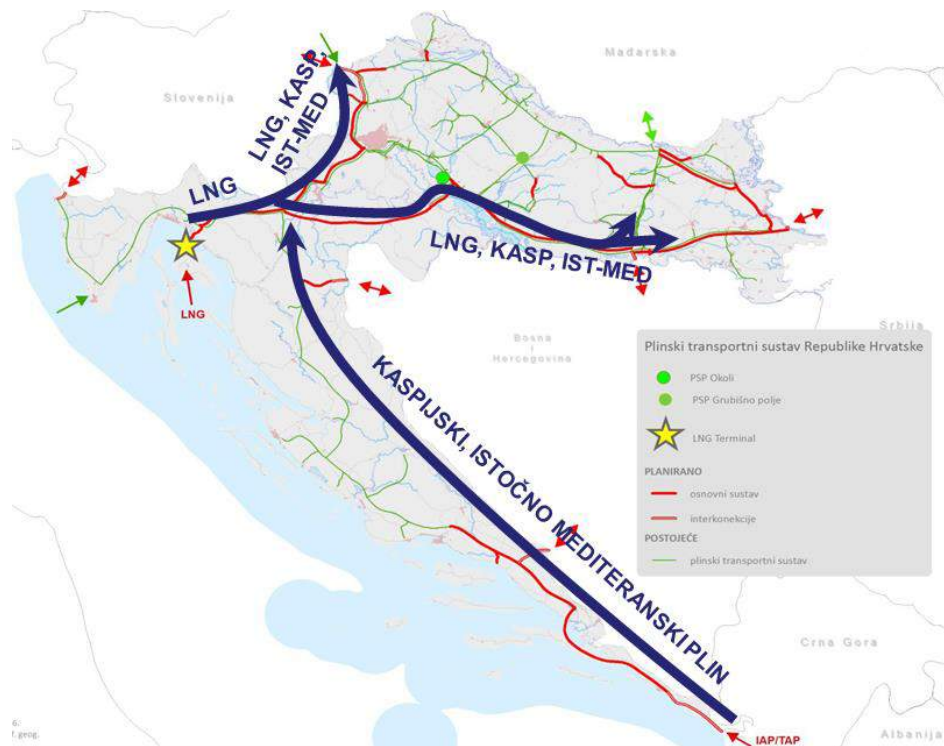 Mađarska
Slovenija
LNG, KASP,
IST-MED
LNG
LNG, KASP, IST-MED
LNG
Bosna
i
Hercegovina
Srbija
KASPIJSKI, ISTOČNO MEDITERANSKI PLIN
Plinski transportni sustav Republike Hrvatske
PSP Okoli
PSP Grubišno polje
LNG Terminal
PLANIRANO
osnovni sustav
interkonekcije
POSTOJEĆE
plinski transportni sustav
Crna Gora
6.
f. geog.
IAP/TAP
Albanija